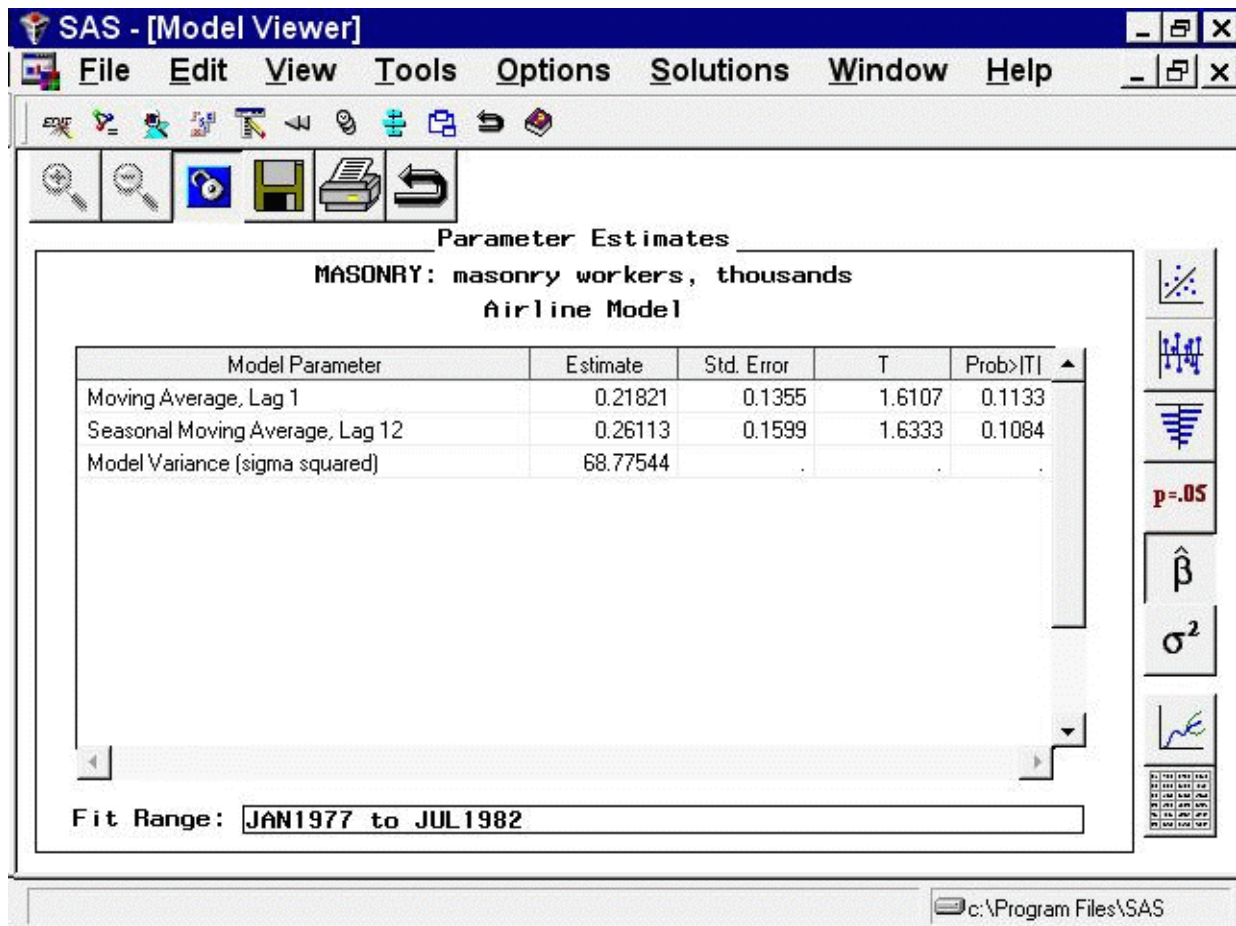 SAS - [Model Viewer]
File Edit View Tools Options Solutions Window Help
Parameter Estimates
MASONRY: masonry workers, thousands
Airline Model
Model Parameter Estimate Std. Error T Prob>|T|
Moving Average, Lag 1 0.21821 0.1355 1.6107 0.1133
Seasonal Moving Average, Lag 12 0.26113 0.1599 1.6333 0.1084
Model Variance (sigma squared) 68.77544 . . .
p=.05
β̂
σ²
Fit Range: JAN1977 to JUL1982
c:\Program Files\SAS